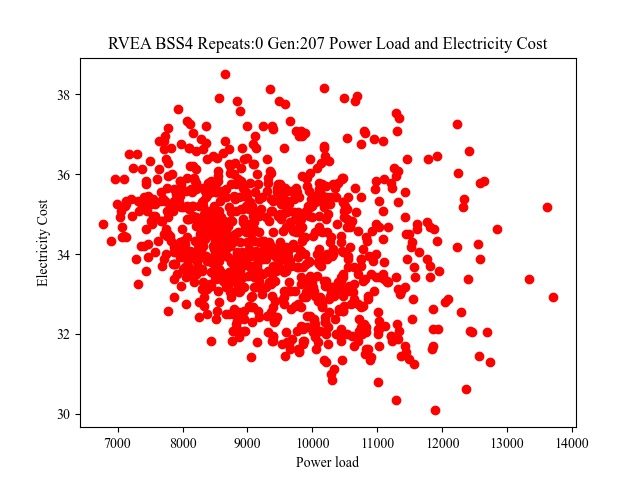 RVEA BSS4 Repeats:0 Gen:207 Power Load and Electricity Cost
38
36
34
32
30
Electricity Cost
7000 8000 9000 10000 11000 12000 13000 14000
Power load